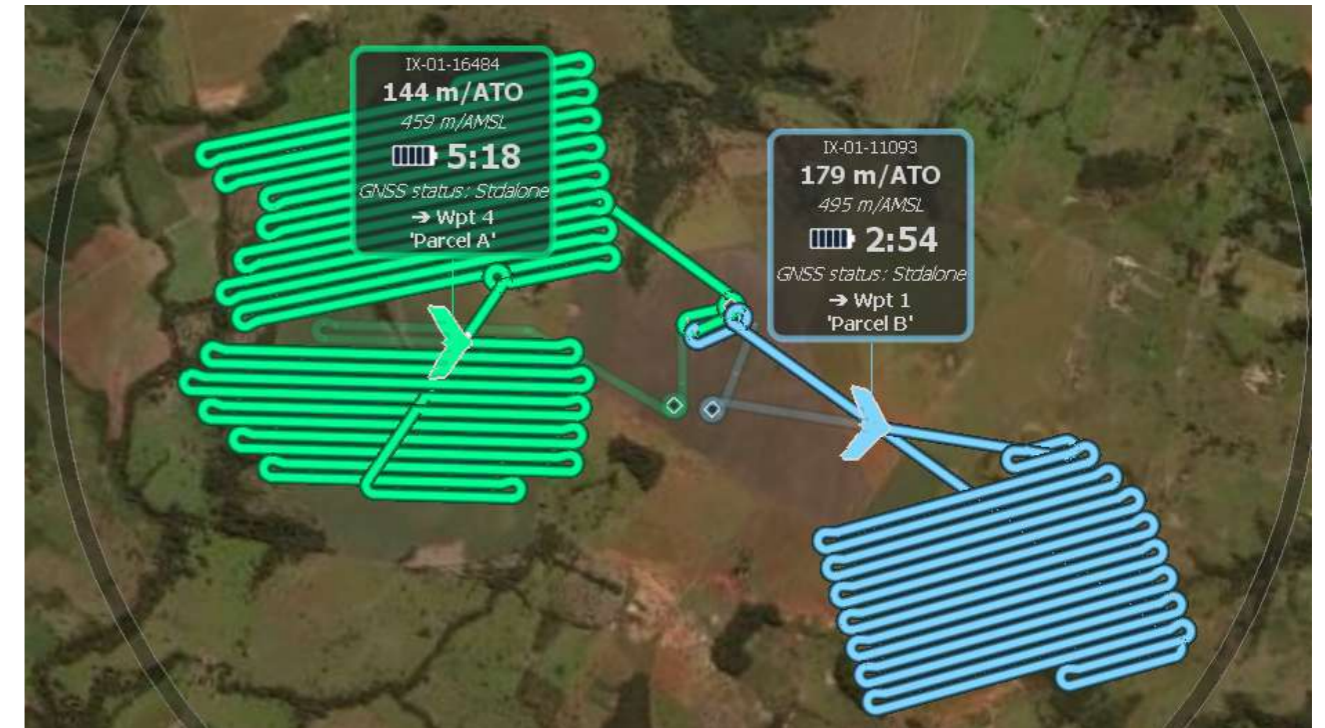 IX-01-16484
144 m/ATO
459 m/AMSL
5:18
GNSS status: Stdalone
➔ Wpt 4
'Parcel A'
IX-01-11093
179 m/ATO
495 m/AMSL
2:54
GNSS status: Stdalone
➔ Wpt 1
'Parcel B'